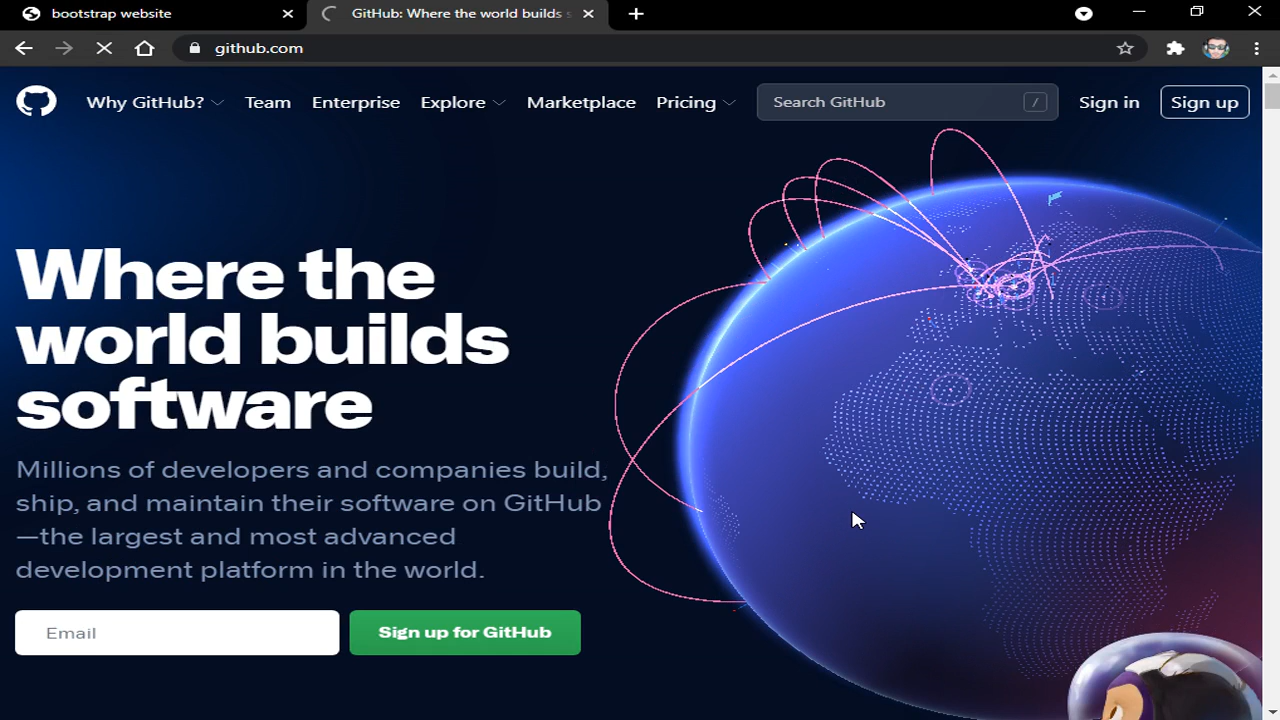 bootstrap website
GitHub: Where the world builds s
github.com
Why GitHub? Team Enterprise Explore Marketplace Pricing Search GitHub / Sign in Sign up
Where the
world builds
software
Millions of developers and companies build,
ship, and maintain their software on GitHub
—the largest and most advanced
development platform in the world.
Email
Sign up for GitHub